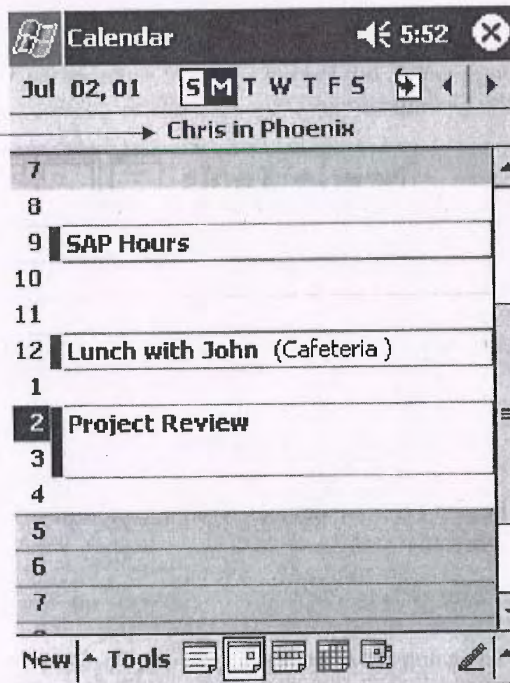 Calendar 5:52
Jul 02, 01 S M T W T F S
Chris in Phoenix
7
8
9 SAP Hours
10
11
12 Lunch with John (Cafeteria)
1
2 Project Review
3
4
5
6
7
New Tools